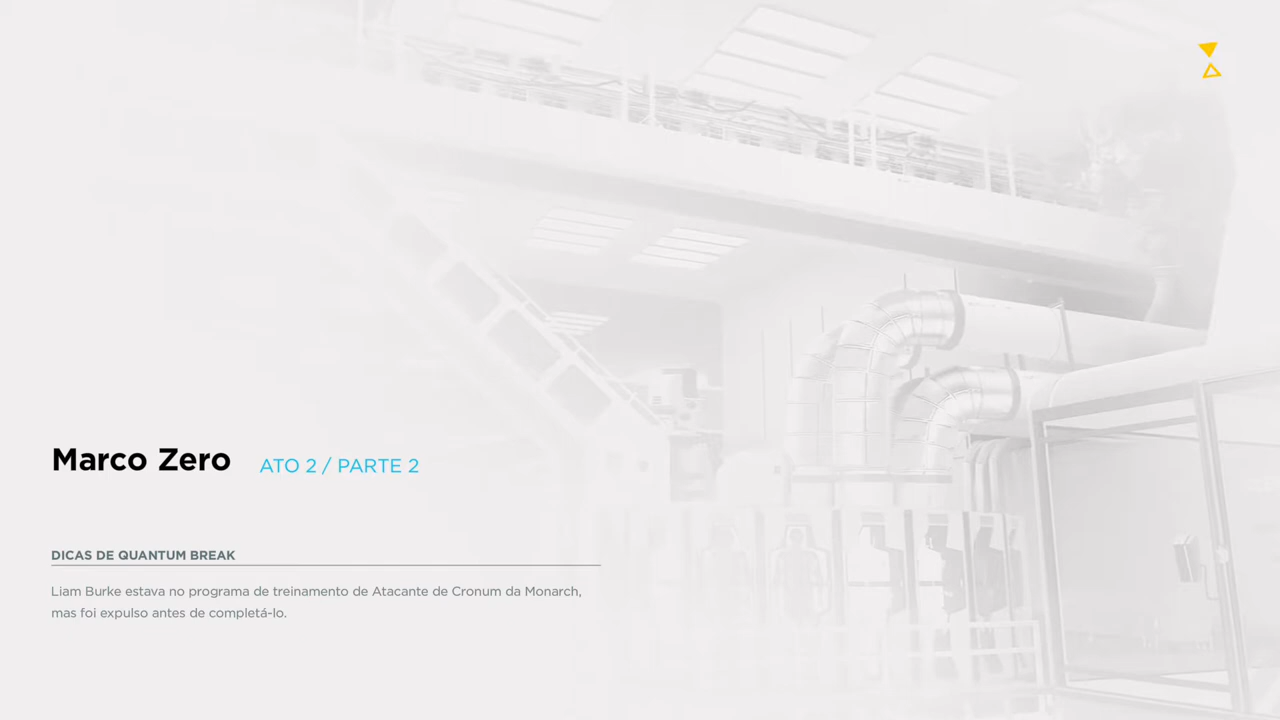 Marco Zero ATO 2 / PARTE 2
DICAS DE QUANTUM BREAK
Liam Burke estava no programa de treinamento de Atacante de Cronum da Monarch,
mas foi expulso antes de completá-lo.